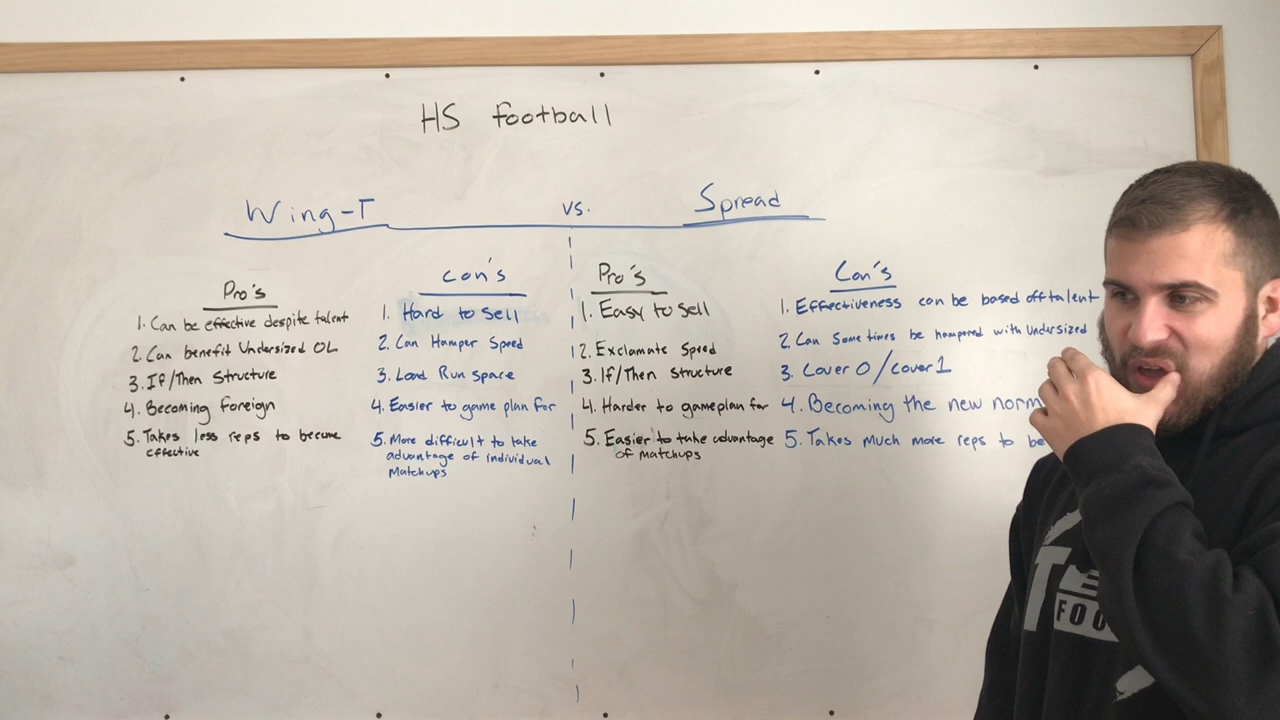 HS football
Wing-T vs. Spread
Pro's
1. Can be effective despite talent
2. Can benefit Undersized OL
3. If/Then Structure
4. Becoming foreign
5. Takes less reps to become
effective
Con's
1. Hard to sell
2. Can Hamper Speed
3. Load Run space
4. Easier to game plan for
5. More difficult to take
advantage of individual
Matchups
Pro's
1. Easy to sell
2. Exclamate Speed
3. If/Then Structure
4. Harder to gameplan for
5. Easier to take advantage
of matchups
Con's
1. Effectiveness can be based off talent
2. Can Some times be hampered with Undersized
3. Cover 0 / Cover 1
4. Becoming the new norm
5. Takes much more reps to be